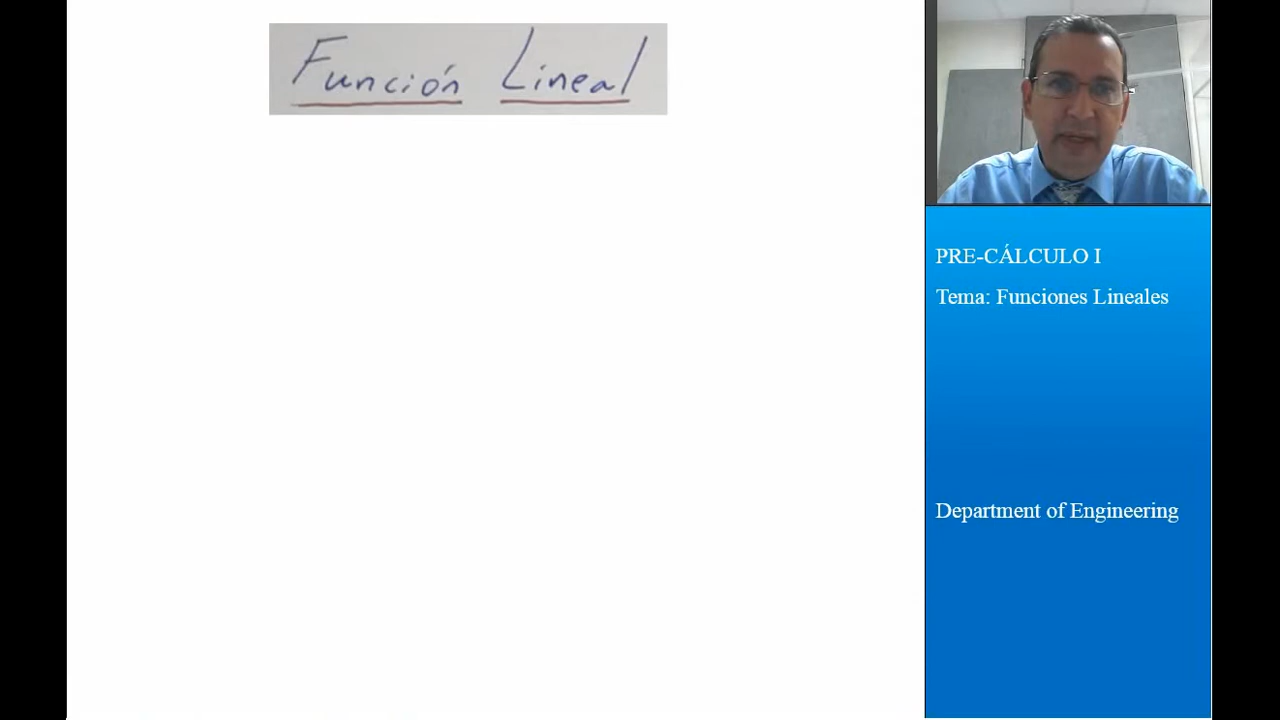 Función Lineal
PRE-CÁLCULO I
Tema: Funciones Lineales
Department of Engineering